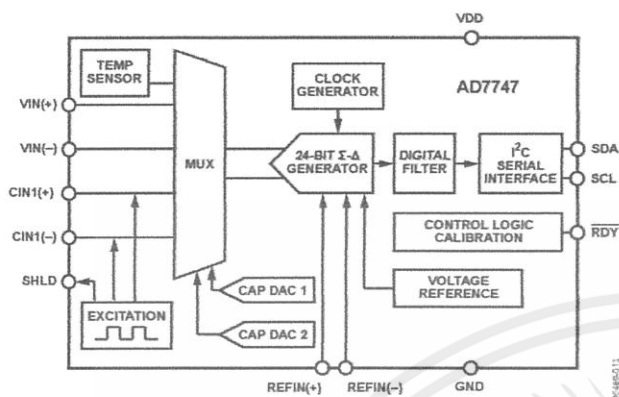 VDD
TEMP
SENSOR
CLOCK
GENERATOR
AD7747
VIN(+)
VIN(–)
MUX
24-BIT Σ-Δ
GENERATOR
DIGITAL
FILTER
I²C
SERIAL
INTERFACE
SDA
SCL
CIN1(+)
CIN1(–)
CONTROL LOGIC
CALIBRATION
RDY
SHLD
EXCITATION
CAP DAC 1
CAP DAC 2
VOLTAGE
REFERENCE
REFIN(+)
REFIN(–)
GND